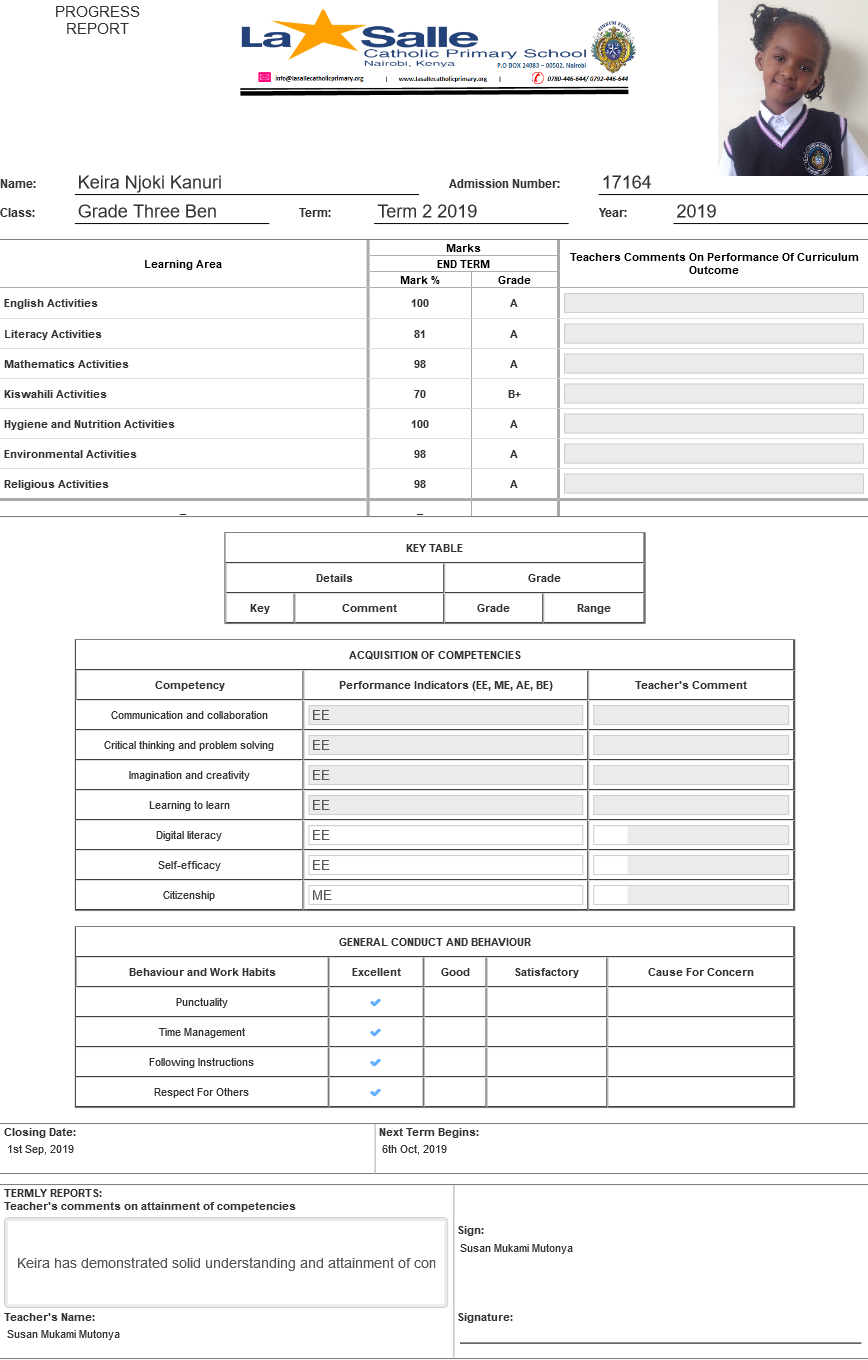 PROGRESS
REPORT
La Salle
Catholic Primary School
Nairobi, Kenya
P.O BOX 24083 – 00502, Nairobi
info@lasallecatholicprimary.org | www.lasallecatholicprimary.org | 0780-446-644/ 0792-446-644
Name: Keira Njoki Kanuri Admission Number: 17164
Class: Grade Three Ben Term: Term 2 2019 Year: 2019
Learning Area Marks Teachers Comments On Performance Of Curriculum Outcome
END TERM
Mark % Grade
English Activities 100 A
Literacy Activities 81 A
Mathematics Activities 98 A
Kiswahili Activities 70 B+
Hygiene and Nutrition Activities 100 A
Environmental Activities 98 A
Religious Activities 98 A
_ _
KEY TABLE
Details Grade
Key Comment Grade Range
ACQUISITION OF COMPETENCIES
Competency Performance Indicators (EE, ME, AE, BE) Teacher's Comment
Communication and collaboration EE
Critical thinking and problem solving EE
Imagination and creativity EE
Learning to learn EE
Digital literacy EE
Self-efficacy EE
Citizenship ME
GENERAL CONDUCT AND BEHAVIOUR
Behaviour and Work Habits Excellent Good Satisfactory Cause For Concern
Punctuality ✔
Time Management ✔
Following Instructions ✔
Respect For Others ✔
Closing Date: Next Term Begins:
1st Sep, 2019 6th Oct, 2019
TERMLY REPORTS:
Teacher's comments on attainment of competencies
Sign:
Susan Mukami Mutonya
Keira has demonstrated solid understanding and attainment of con
Teacher's Name: Signature:
Susan Mukami Mutonya